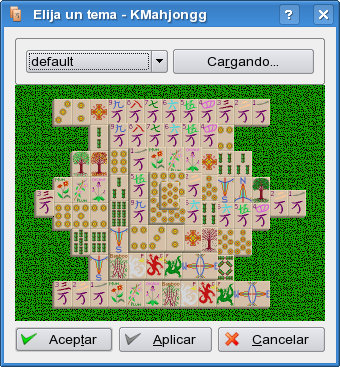 Elija un tema - KMahjongg
default
Cargando...
Aceptar
Aplicar
Cancelar